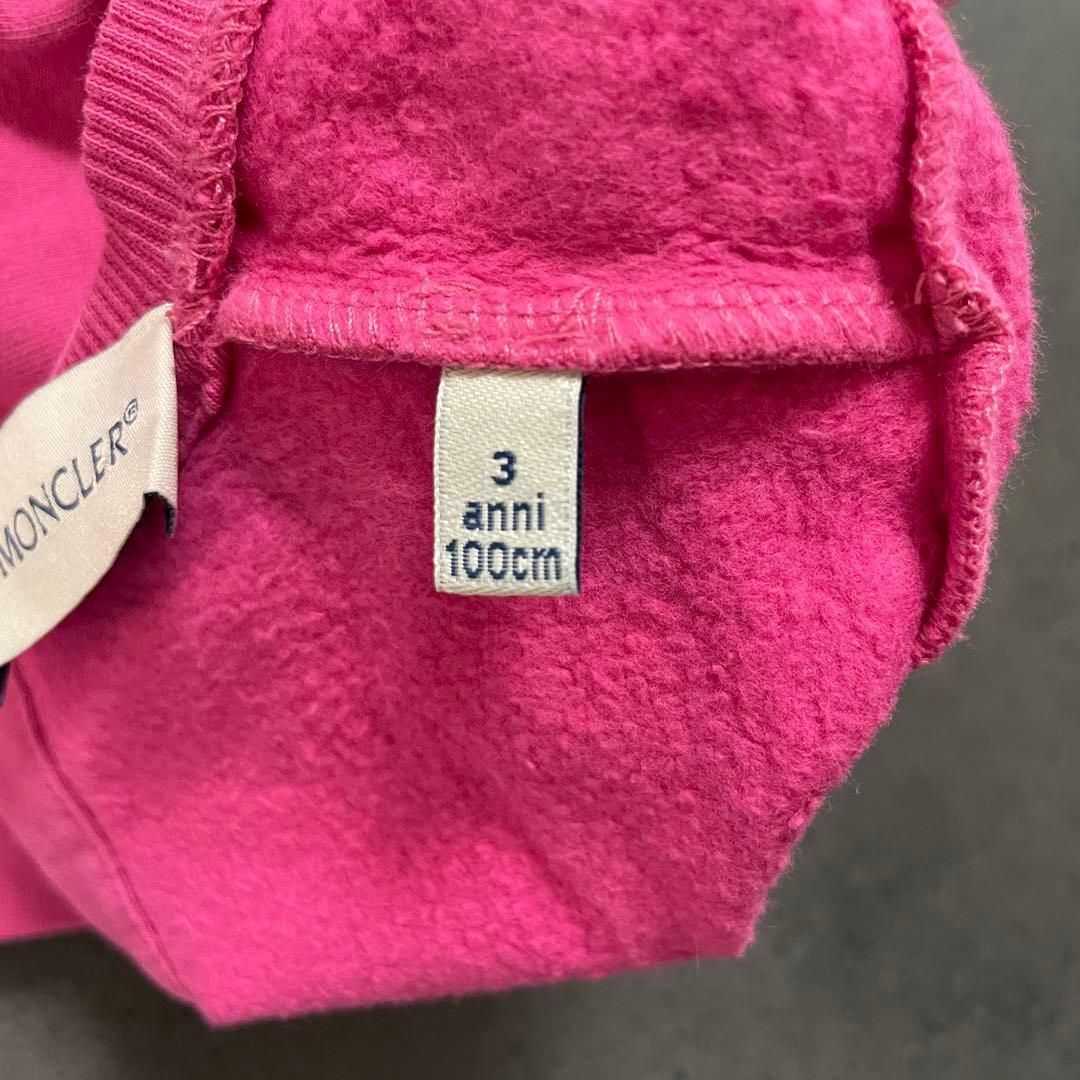 MONCLER®
3
anni
100cm